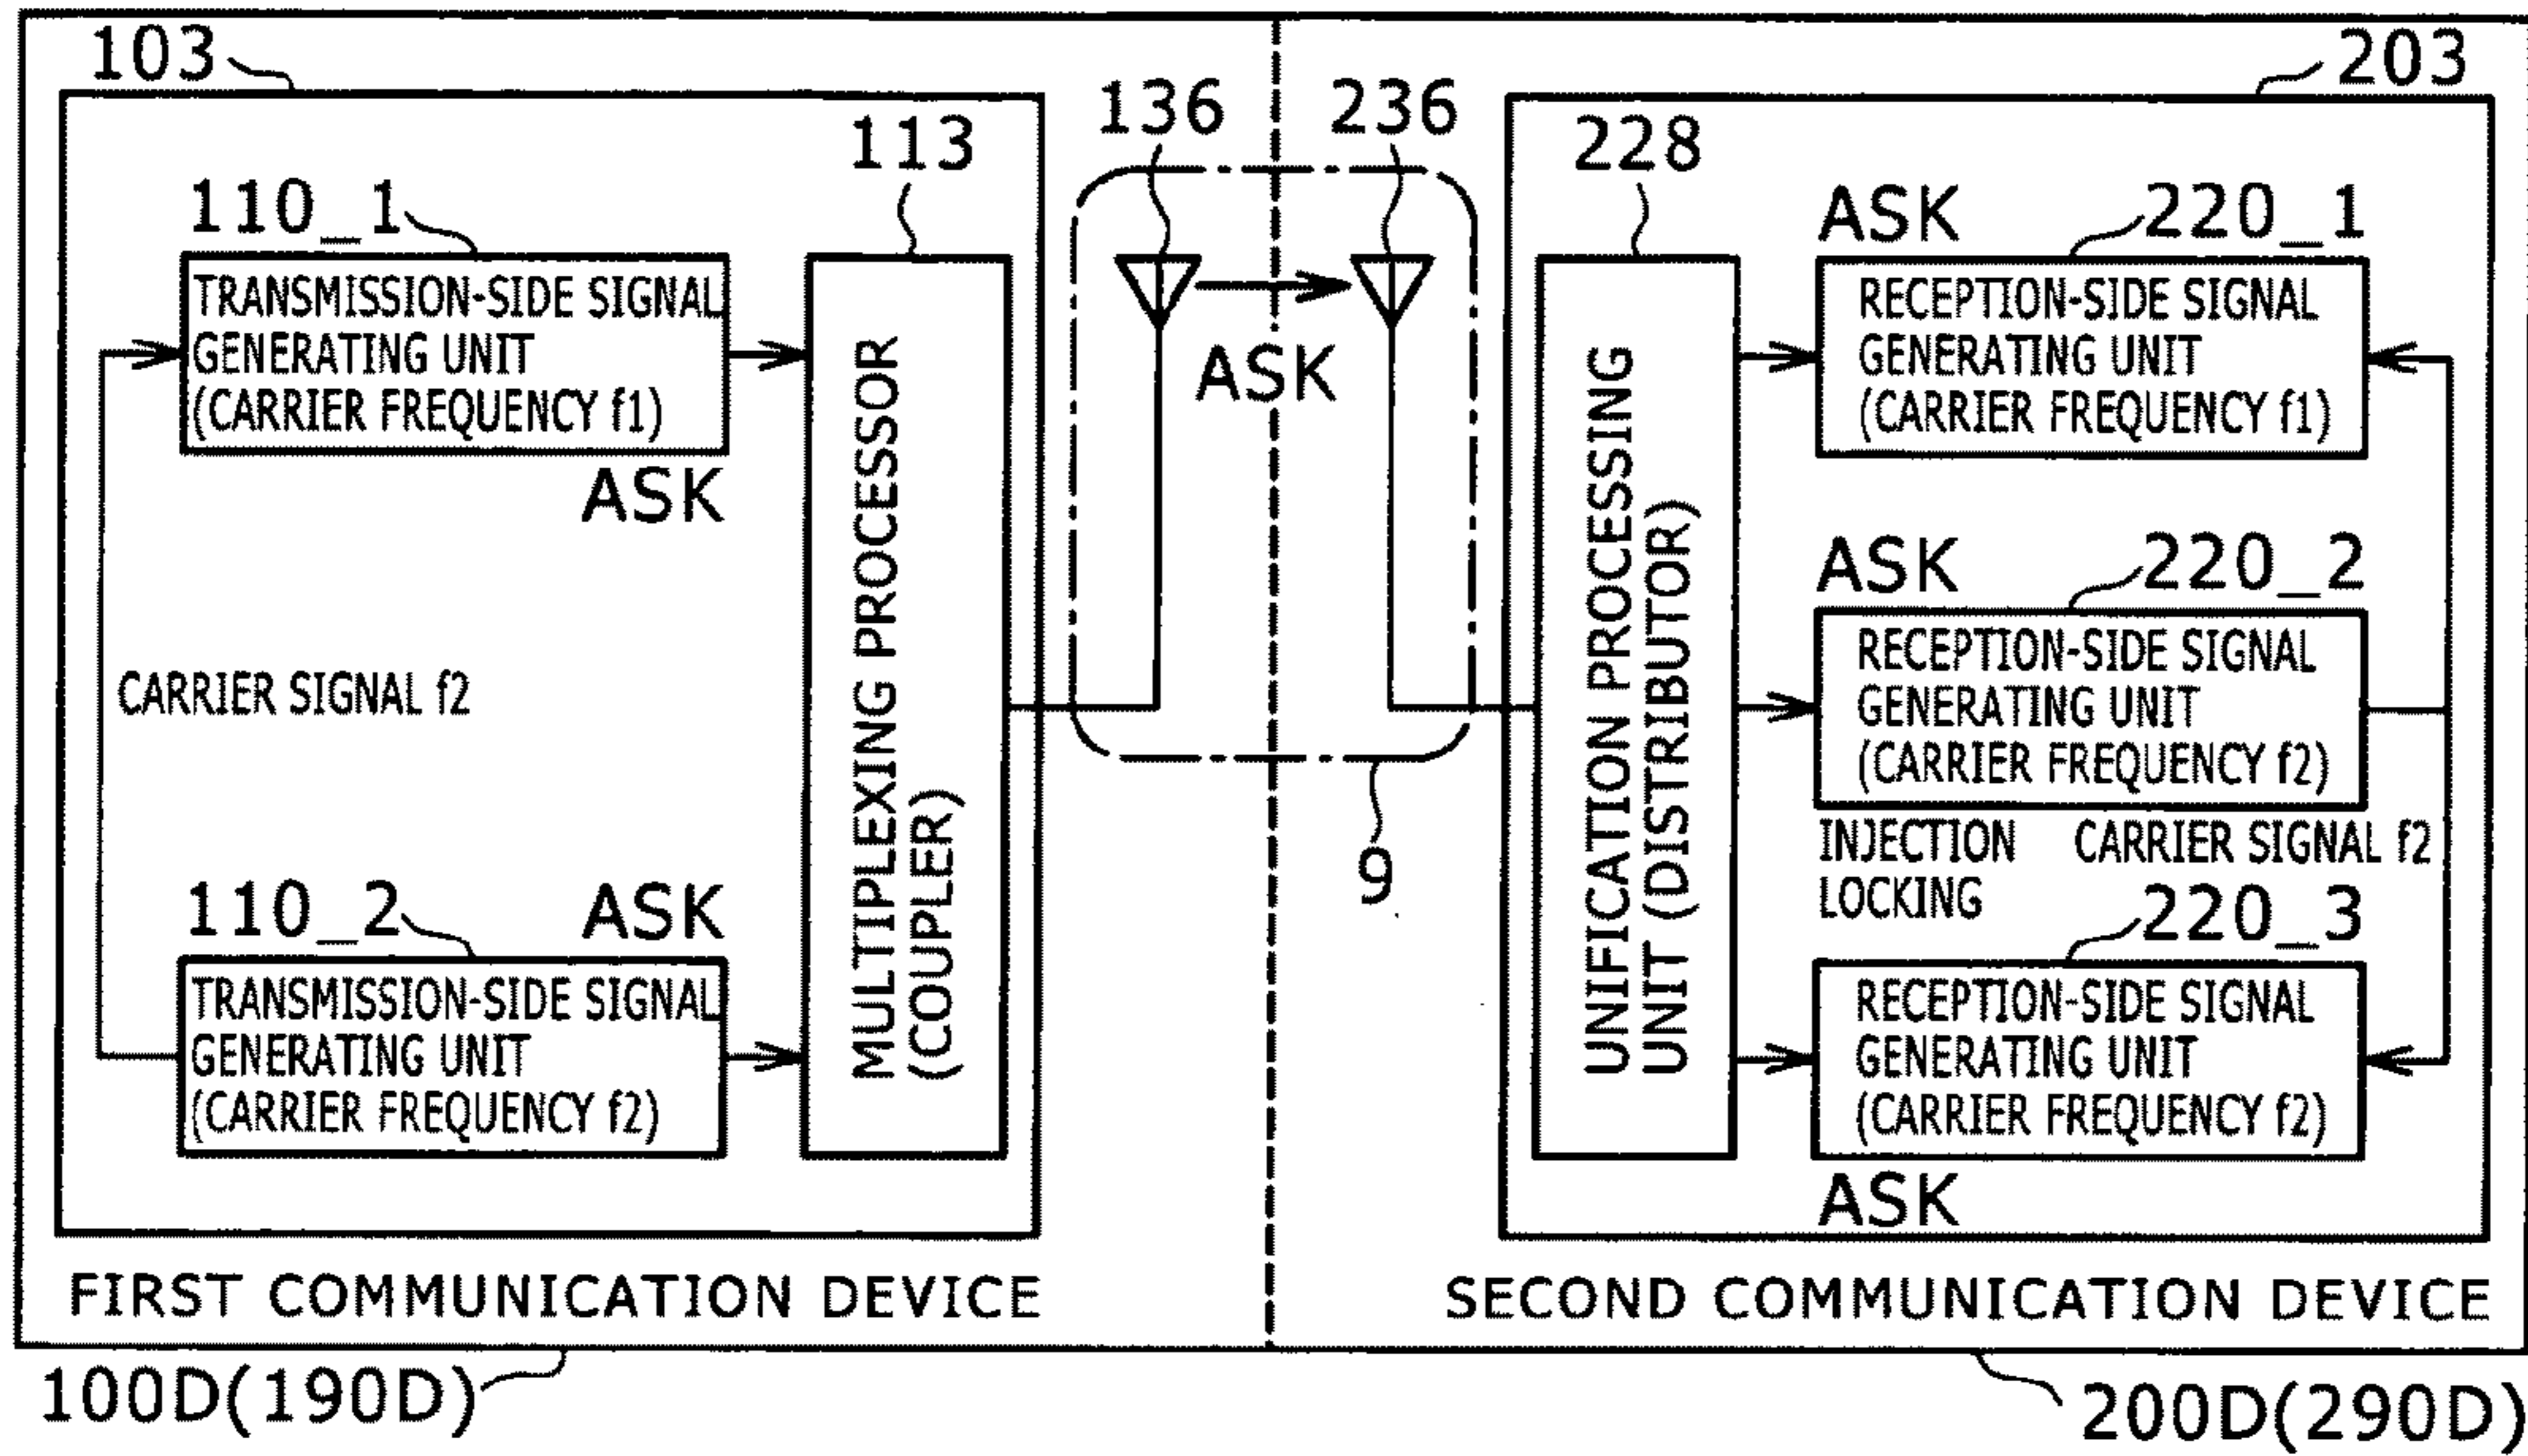 103
203
136
236
113
228
110_1
ASK
220_1
TRANSMISSION-SIDE SIGNAL
GENERATING UNIT
(CARRIER FREQUENCY f1)
ASK
MULTIPLEXING PROCESSOR
(COUPLER)
ASK
UNIFICATION PROCESSING
UNIT (DISTRIBUTOR)
RECEPTION-SIDE SIGNAL
GENERATING UNIT
(CARRIER FREQUENCY f1)
ASK
220_2
RECEPTION-SIDE SIGNAL
GENERATING UNIT
(CARRIER FREQUENCY f2)
CARRIER SIGNAL f2
INJECTION
LOCKING
CARRIER SIGNAL f2
9
110_2
ASK
220_3
TRANSMISSION-SIDE SIGNAL
GENERATING UNIT
(CARRIER FREQUENCY f2)
RECEPTION-SIDE SIGNAL
GENERATING UNIT
(CARRIER FREQUENCY f2)
ASK
FIRST COMMUNICATION DEVICE
SECOND COMMUNICATION DEVICE
100D(190D)
200D(290D)